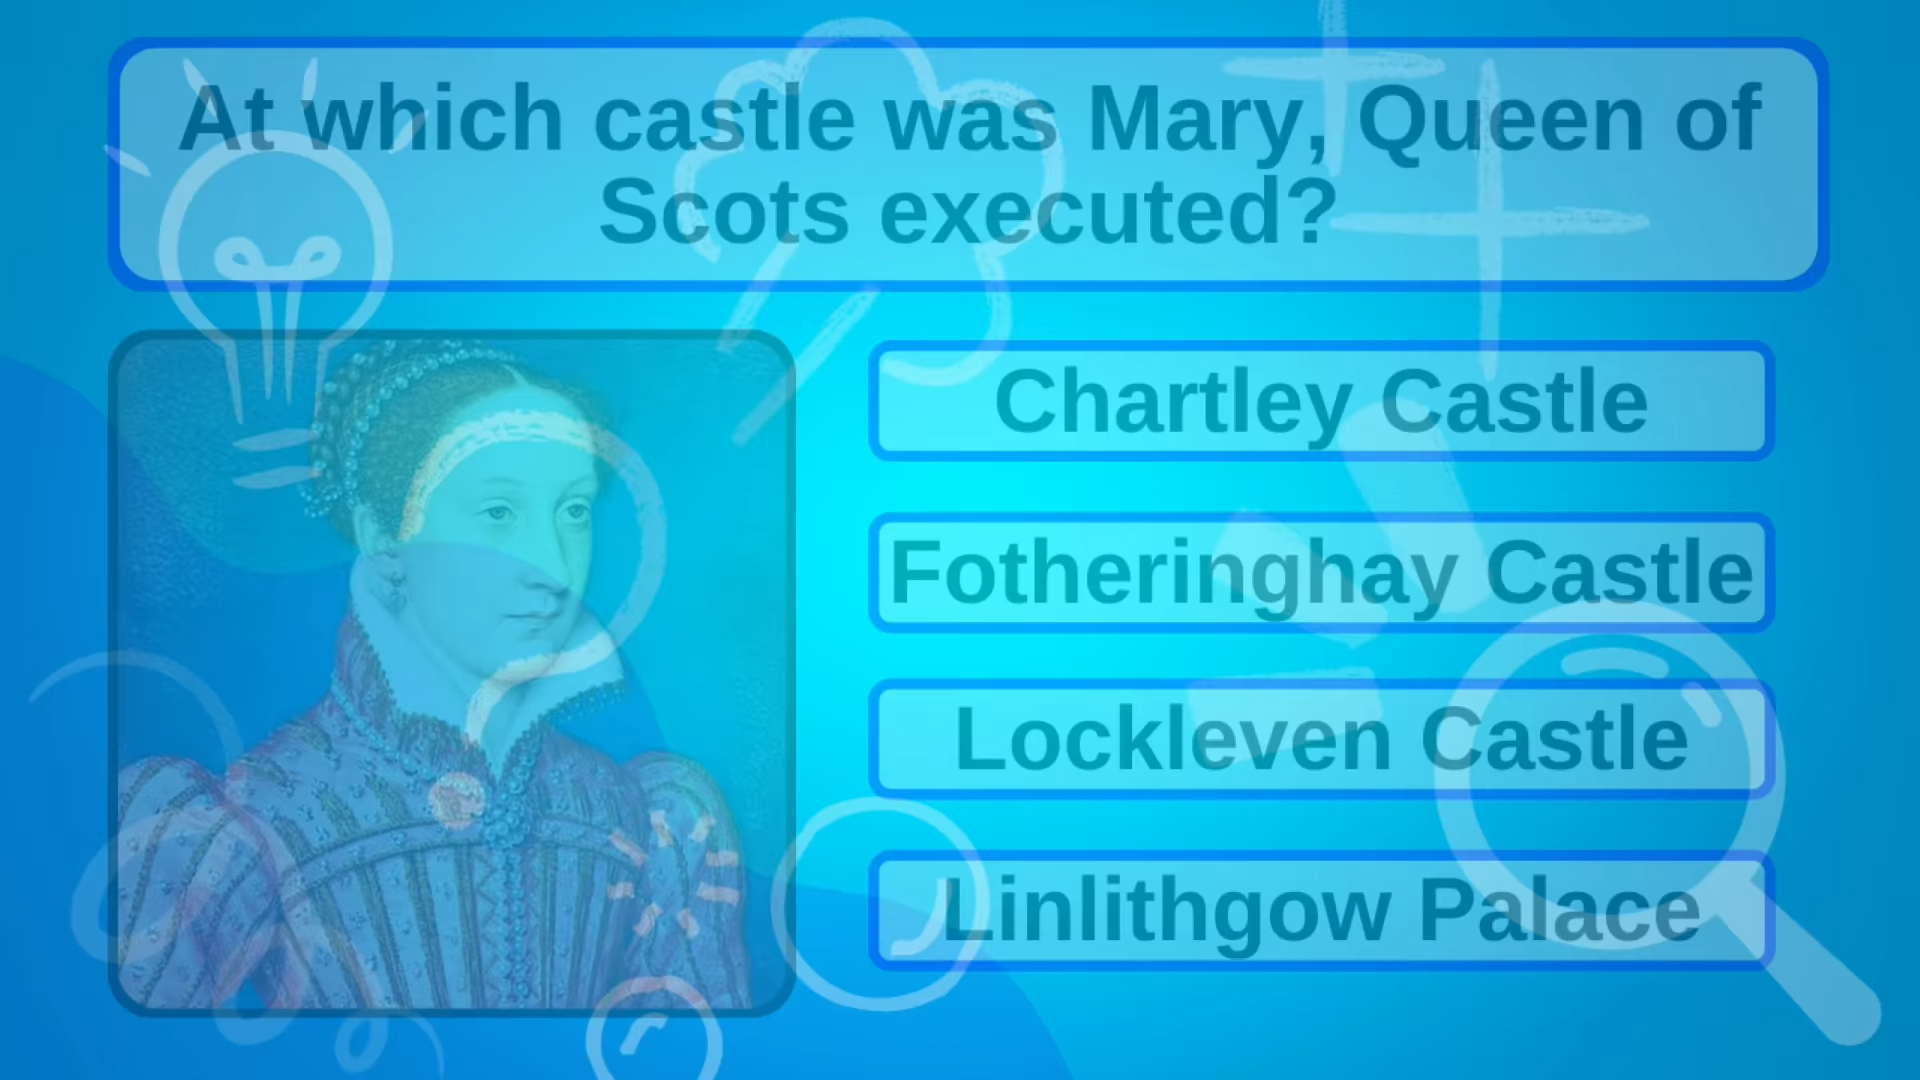 At which castle was Mary, Queen of
Scots executed?
Chartley Castle
Fotheringhay Castle
Lockleven Castle
Linlithgow Palace